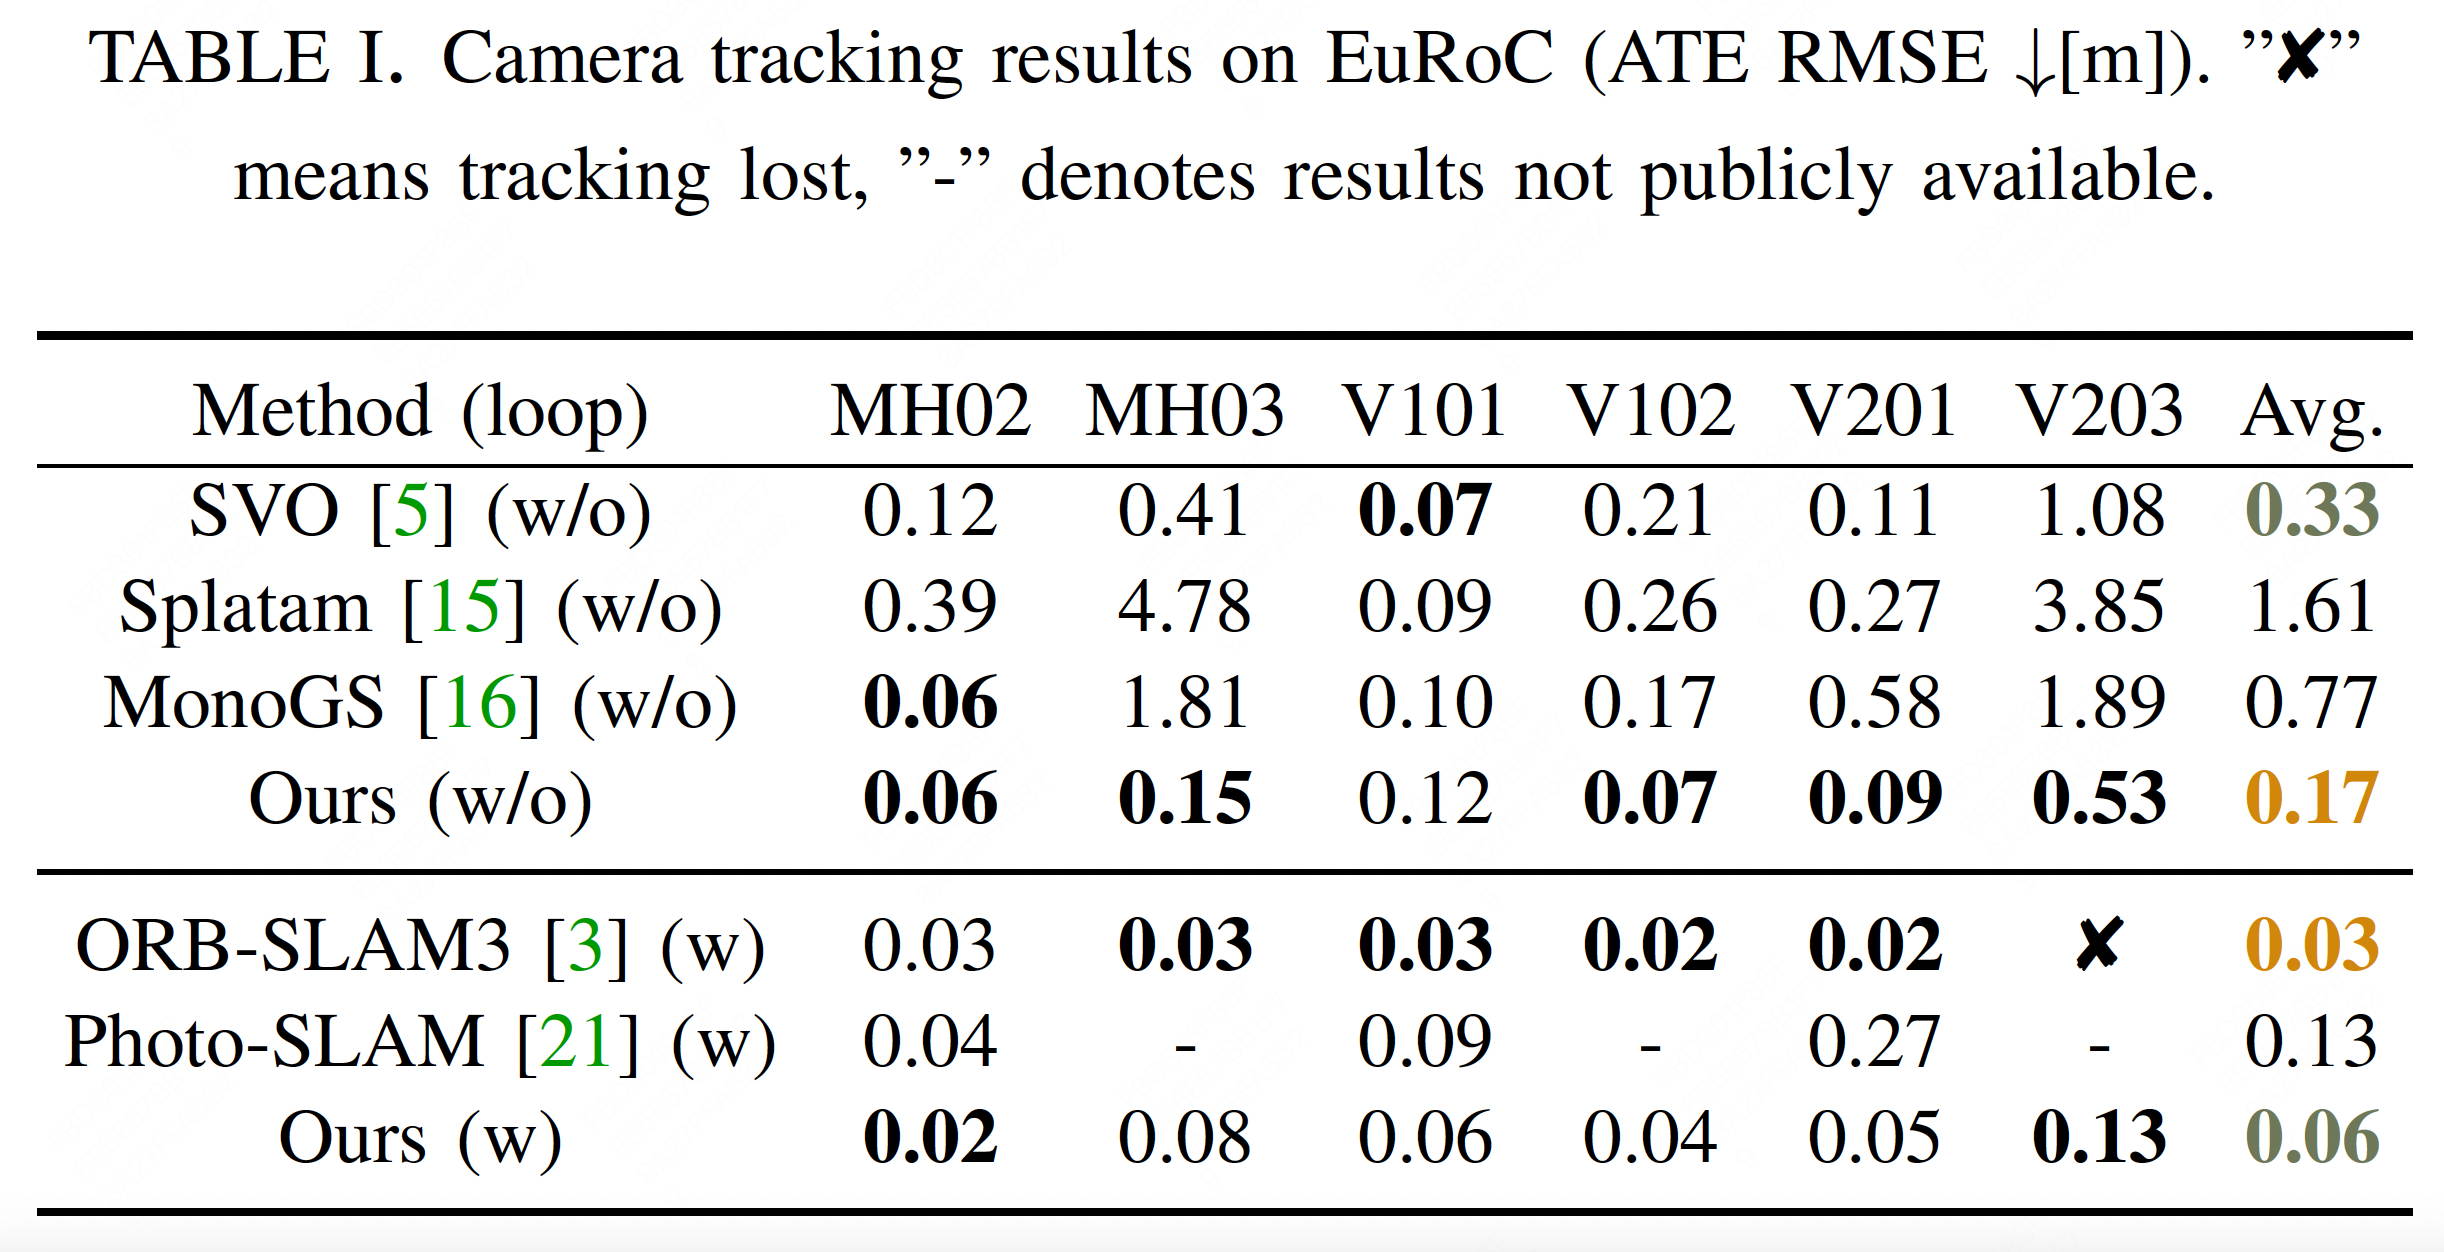 TABLE I. Camera tracking results on EuRoC (ATE RMSE ↓[m]). ”✘”
means tracking lost, ”-” denotes results not publicly available.
Method (loop) MH02 MH03 V101 V102 V201 V203 Avg.
SVO [5] (w/o) 0.12 0.41 0.07 0.21 0.11 1.08 0.33
Splatam [15] (w/o) 0.39 4.78 0.09 0.26 0.27 3.85 1.61
MonoGS [16] (w/o) 0.06 1.81 0.10 0.17 0.58 1.89 0.77
Ours (w/o) 0.06 0.15 0.12 0.07 0.09 0.53 0.17
ORB-SLAM3 [3] (w) 0.03 0.03 0.03 0.02 0.02 ✘ 0.03
Photo-SLAM [21] (w) 0.04 - 0.09 - 0.27 - 0.13
Ours (w) 0.02 0.08 0.06 0.04 0.05 0.13 0.06